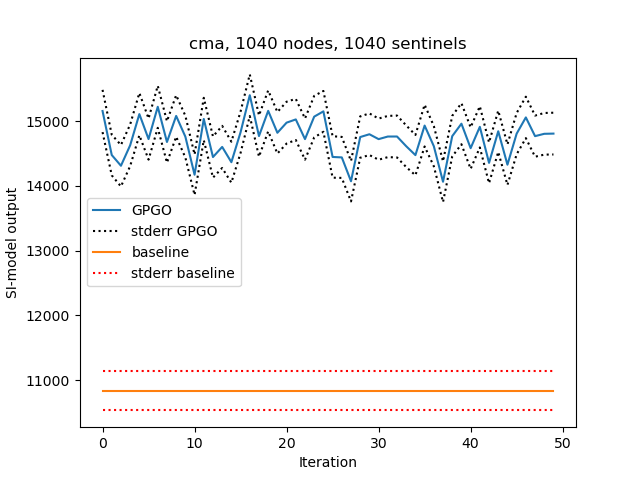 cma, 1040 nodes, 1040 sentinels
SI-model output
15000
14000
13000
12000
11000
GPGO
stderr GPGO
baseline
stderr baseline
0 10 20 30 40 50
Iteration